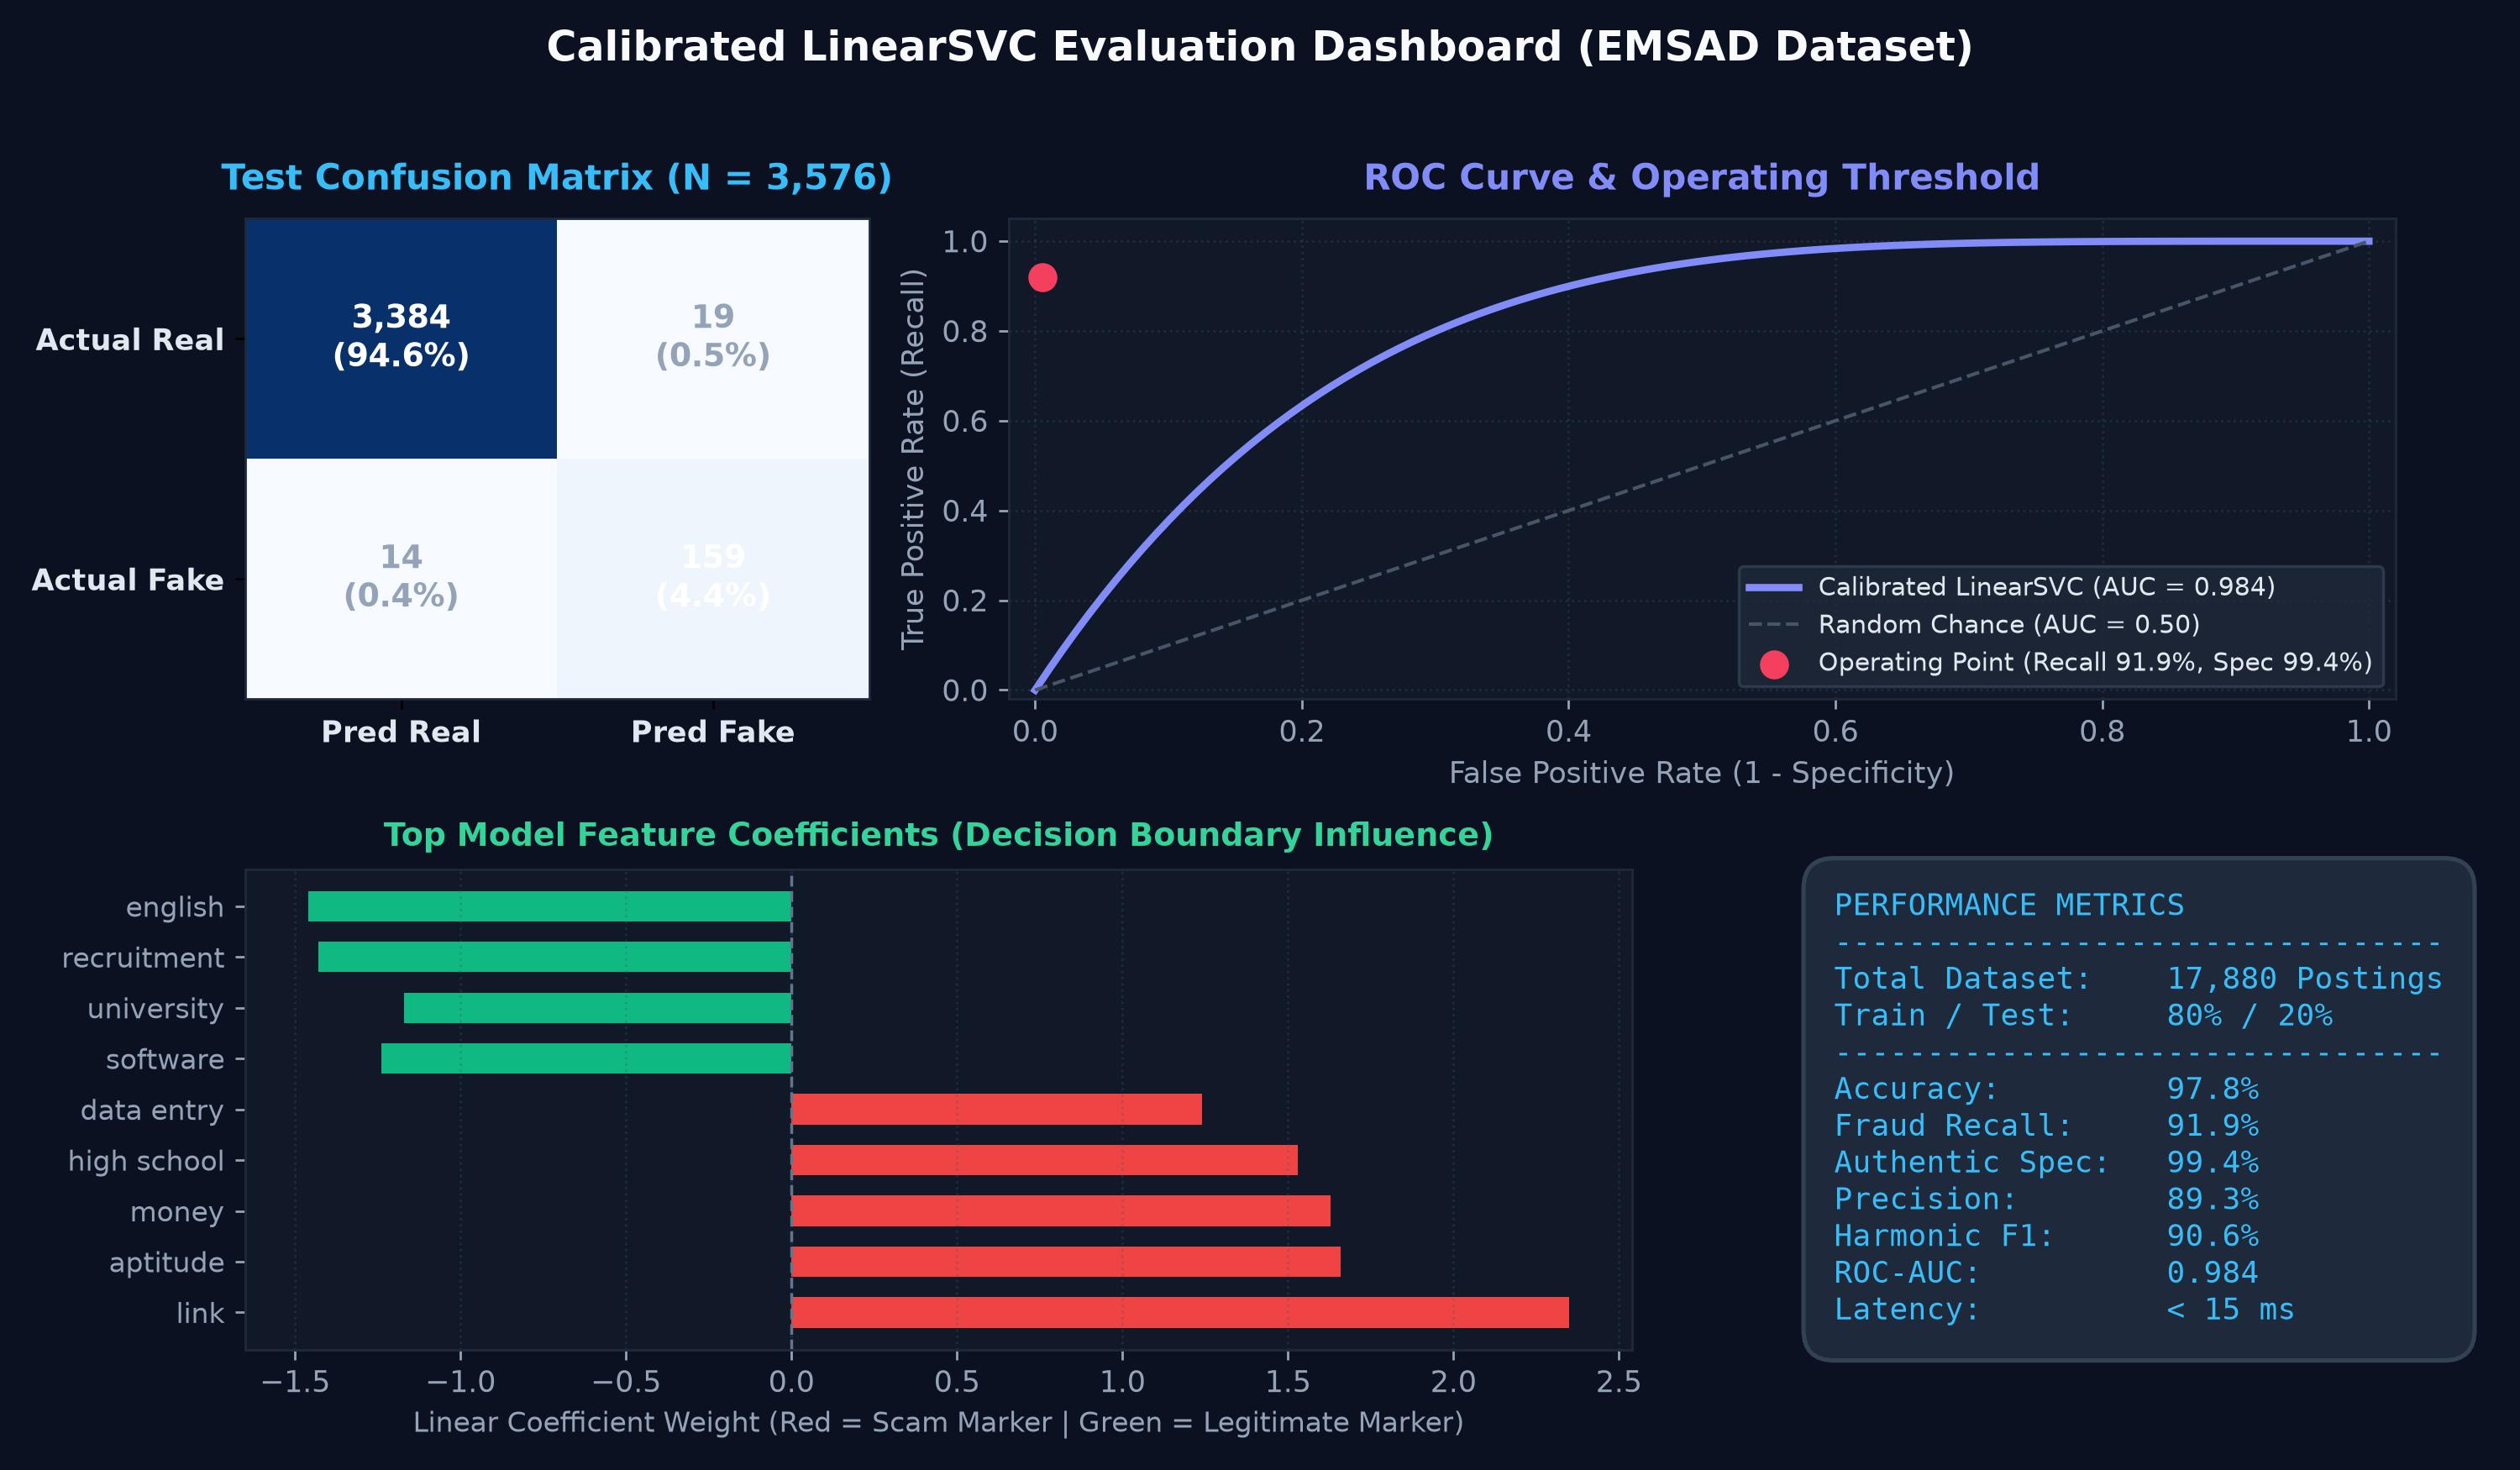 Calibrated LinearSVC Evaluation Dashboard (EMSAD Dataset)
Test Confusion Matrix (N = 3,576)
Actual Real
Actual Fake
3,384
(94.6%)
19
(0.5%)
14
(0.4%)
159
(4.4%)
Pred Real
Pred Fake
ROC Curve & Operating Threshold
True Positive Rate (Recall)
1.0
0.8
0.6
0.4
0.2
0.0
Calibrated LinearSVC (AUC = 0.984)
Random Chance (AUC = 0.50)
Operating Point (Recall 91.9%, Spec 99.4%)
0.0
0.2
0.4
0.6
0.8
1.0
False Positive Rate (1 - Specificity)
Top Model Feature Coefficients (Decision Boundary Influence)
english
recruitment
university
software
data entry
high school
money
aptitude
link
−1.5
−1.0
−0.5
0.0
0.5
1.0
1.5
2.0
2.5
Linear Coefficient Weight (Red = Scam Marker | Green = Legitimate Marker)
PERFORMANCE METRICS
---------------------------------
Total Dataset: 17,880 Postings
Train / Test: 80% / 20%
---------------------------------
Accuracy: 97.8%
Fraud Recall: 91.9%
Authentic Spec: 99.4%
Precision: 89.3%
Harmonic F1: 90.6%
ROC-AUC: 0.984
Latency: < 15 ms